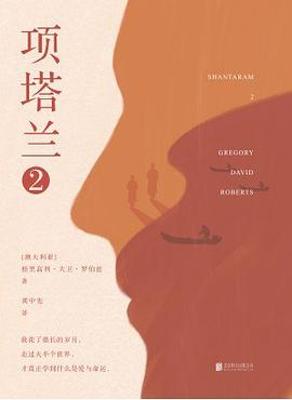 项塔兰
2
SHANTARAM
2
GREGORY
DAVID
ROBERTS
[澳大利亚]
格里高利·大卫·罗伯兹
著
黄中宪
译
我花了很长的岁月，
走过大半个世界，
才真正学到什么是爱与命运。